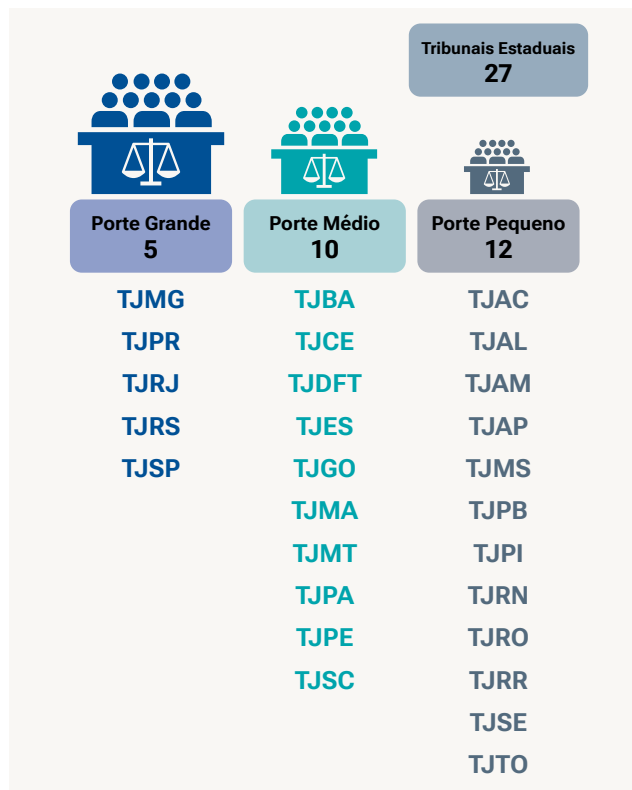 Tribunais Estaduais
27
Porte Grande
5
TJMG
TJPR
TJRJ
TJRS
TJSP
Porte Médio
10
TJBA
TJCE
TJDFT
TJES
TJGO
TJMA
TJMT
TJPA
TJPE
TJSC
Porte Pequeno
12
TJAC
TJAL
TJAM
TJAP
TJMS
TJPB
TJPI
TJRN
TJRO
TJRR
TJSE
TJTO